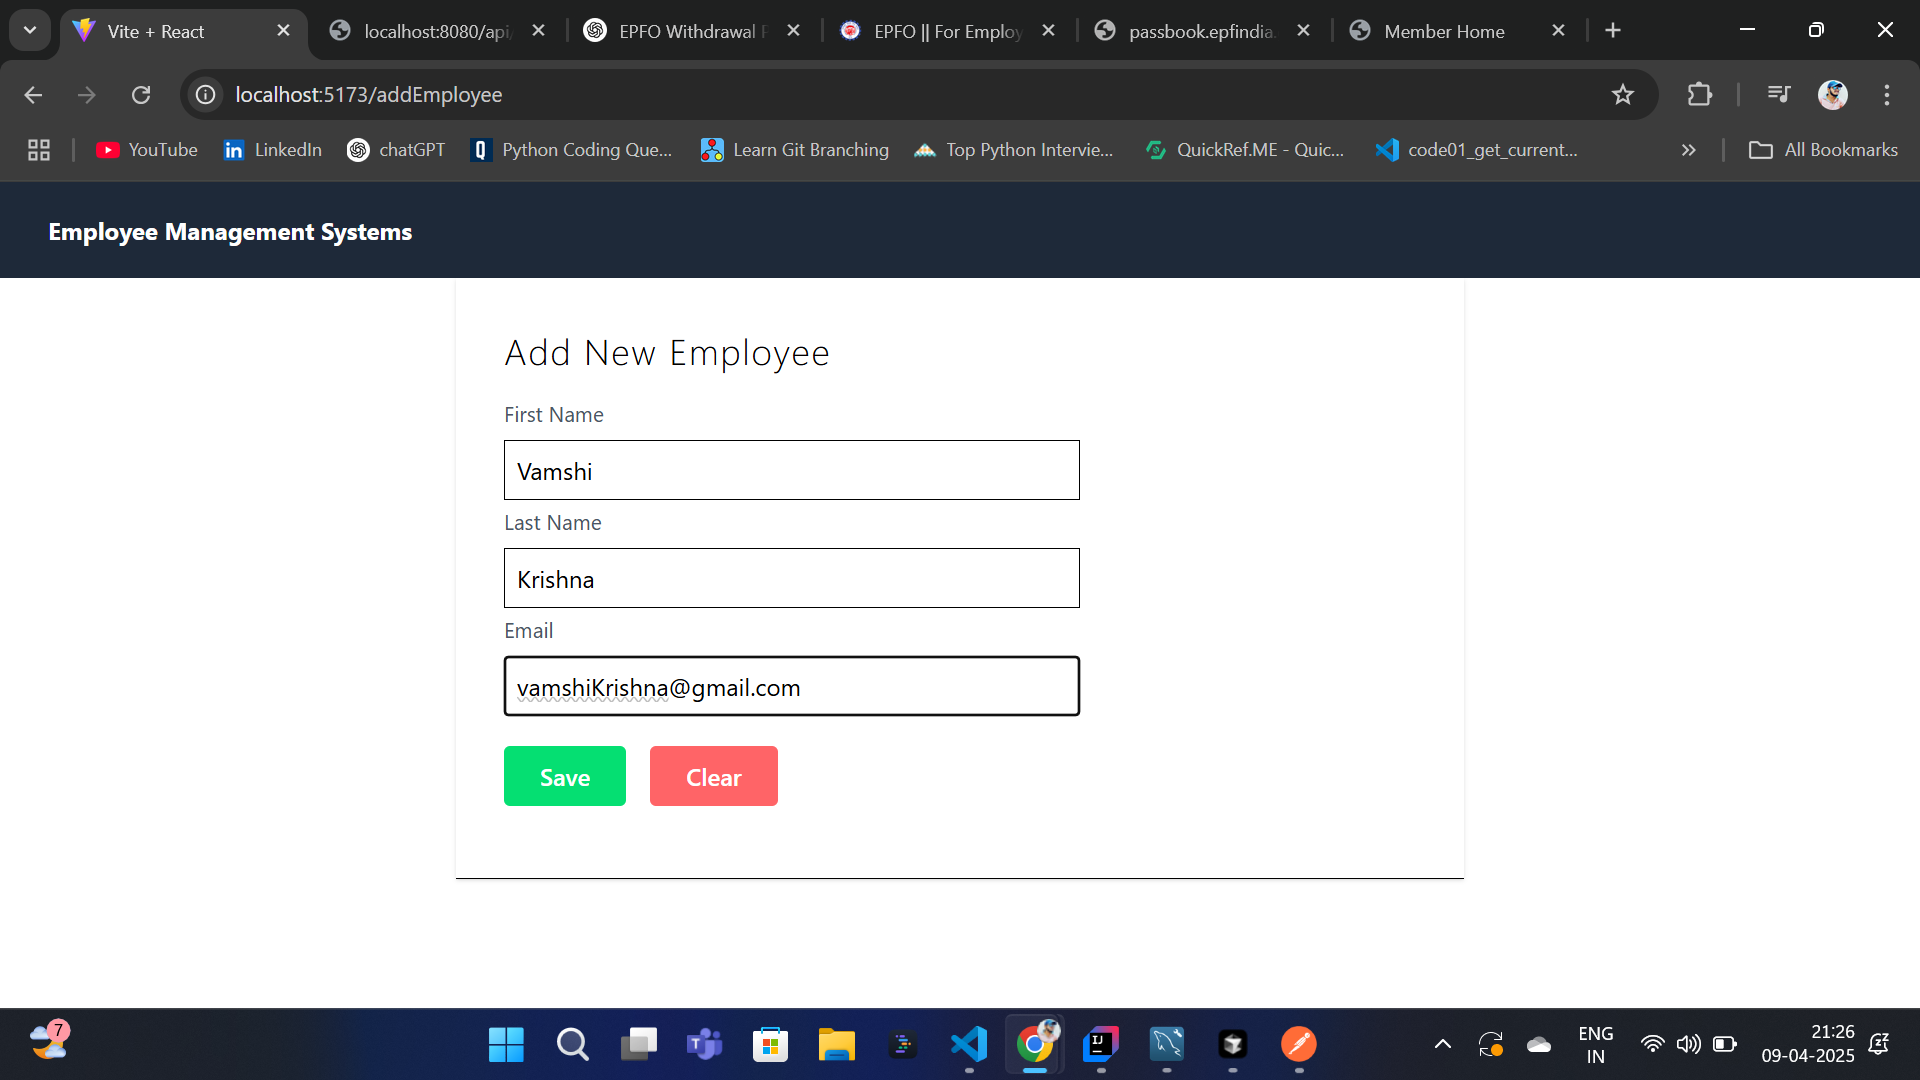 Vite + React
localhost:8080/api/
EPFO Withdrawal
EPFO || For Employ
passbook.epfindia.
Member Home
localhost:5173/addEmployee
YouTube
LinkedIn
chatGPT
Python Coding Que...
Learn Git Branching
Top Python Intervie...
QuickRef.ME - Quic...
code01_get_current...
All Bookmarks
Employee Management Systems
Add New Employee
First Name
Vamshi
Last Name
Krishna
Email
vamshiKrishna@gmail.com
Save
Clear
7
ENG
IN
21:26
09-04-2025